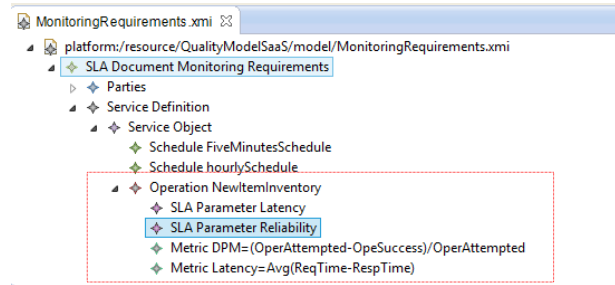 MonitoringRequirements.xmi
platform:/resource/QualityModelSaaS/model/MonitoringRequirements.xmi
SLA Document Monitoring Requirements
Parties
Service Definition
Service Object
Schedule FiveMinutesSchedule
Schedule hourlySchedule
Operation NewItemInventory
SLA Parameter Latency
SLA Parameter Reliability
Metric DPM=(OperAttempted-OpeSuccess)/OperAttempted
Metric Latency=Avg(ReqTime-RespTime)